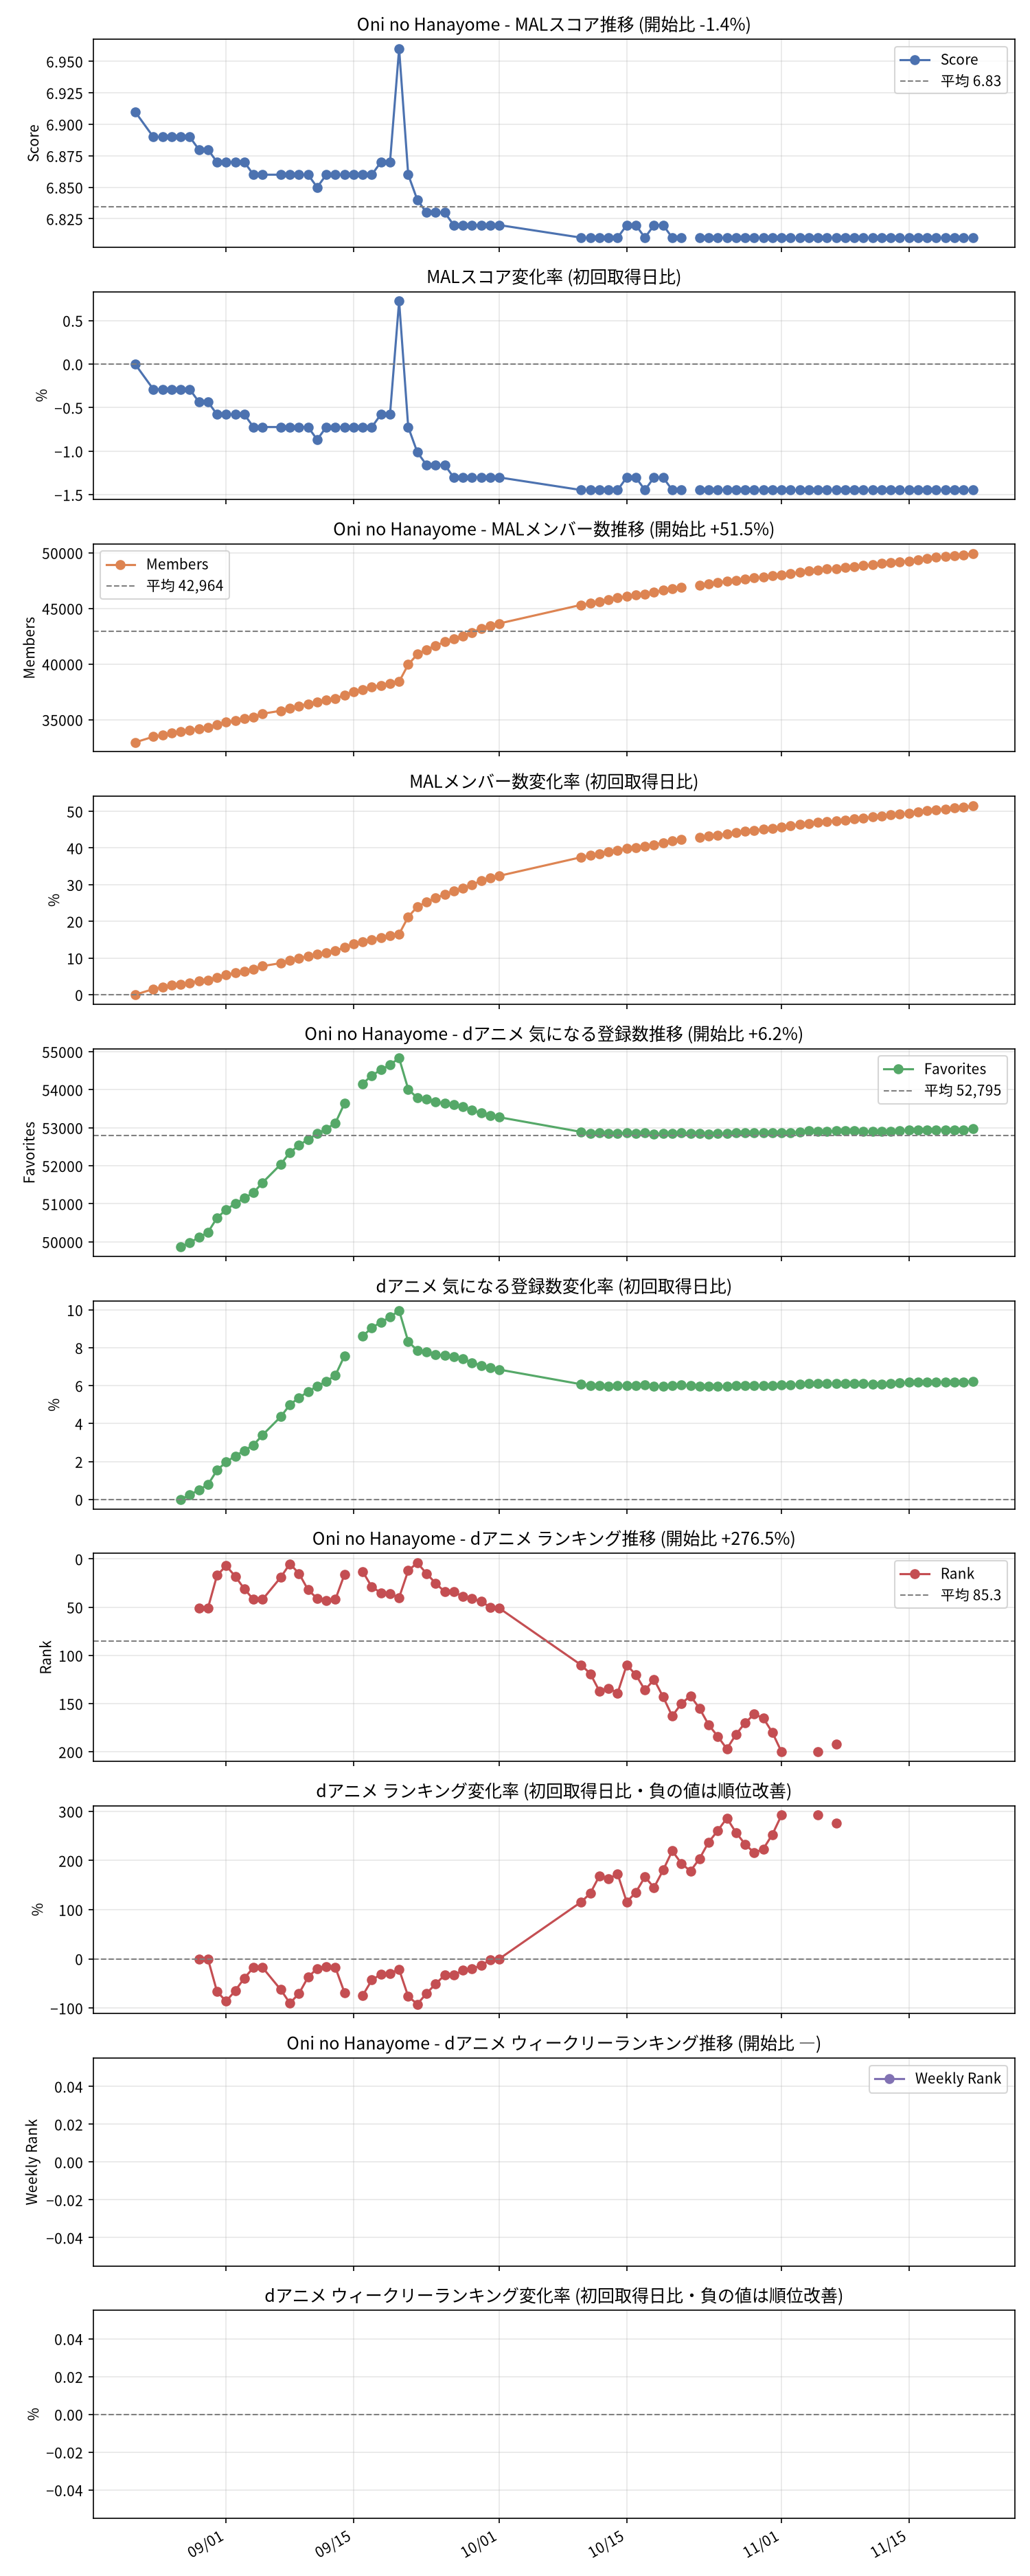 Oni no Hanayome - MALスコア推移 (開始比 -1.4%)
6.950
6.925
6.900
6.875
6.850
6.825
Score
Score
平均 6.83
MALスコア変化率 (初回取得日比)
0.5
0.0
−0.5
−1.0
−1.5
%
Oni no Hanayome - MALメンバー数推移 (開始比 +51.5%)
50000
45000
40000
35000
Members
Members
平均 42,964
MALメンバー数変化率 (初回取得日比)
50
40
30
20
10
0
%
Oni no Hanayome - dアニメ 気になる登録数推移 (開始比 +6.2%)
55000
54000
53000
52000
51000
50000
Favorites
Favorites
平均 52,795
dアニメ 気になる登録数変化率 (初回取得日比)
10
8
6
4
2
0
%
Oni no Hanayome - dアニメ ランキング推移 (開始比 +276.5%)
0
50
100
150
200
Rank
Rank
平均 85.3
dアニメ ランキング変化率 (初回取得日比・負の値は順位改善)
300
200
100
0
−100
%
Oni no Hanayome - dアニメ ウィークリーランキング推移 (開始比 —)
0.04
0.02
0.00
−0.02
−0.04
Weekly Rank
Weekly Rank
dアニメ ウィークリーランキング変化率 (初回取得日比・負の値は順位改善)
0.04
0.02
0.00
−0.02
−0.04
%
09/01
09/15
10/01
10/15
11/01
11/15